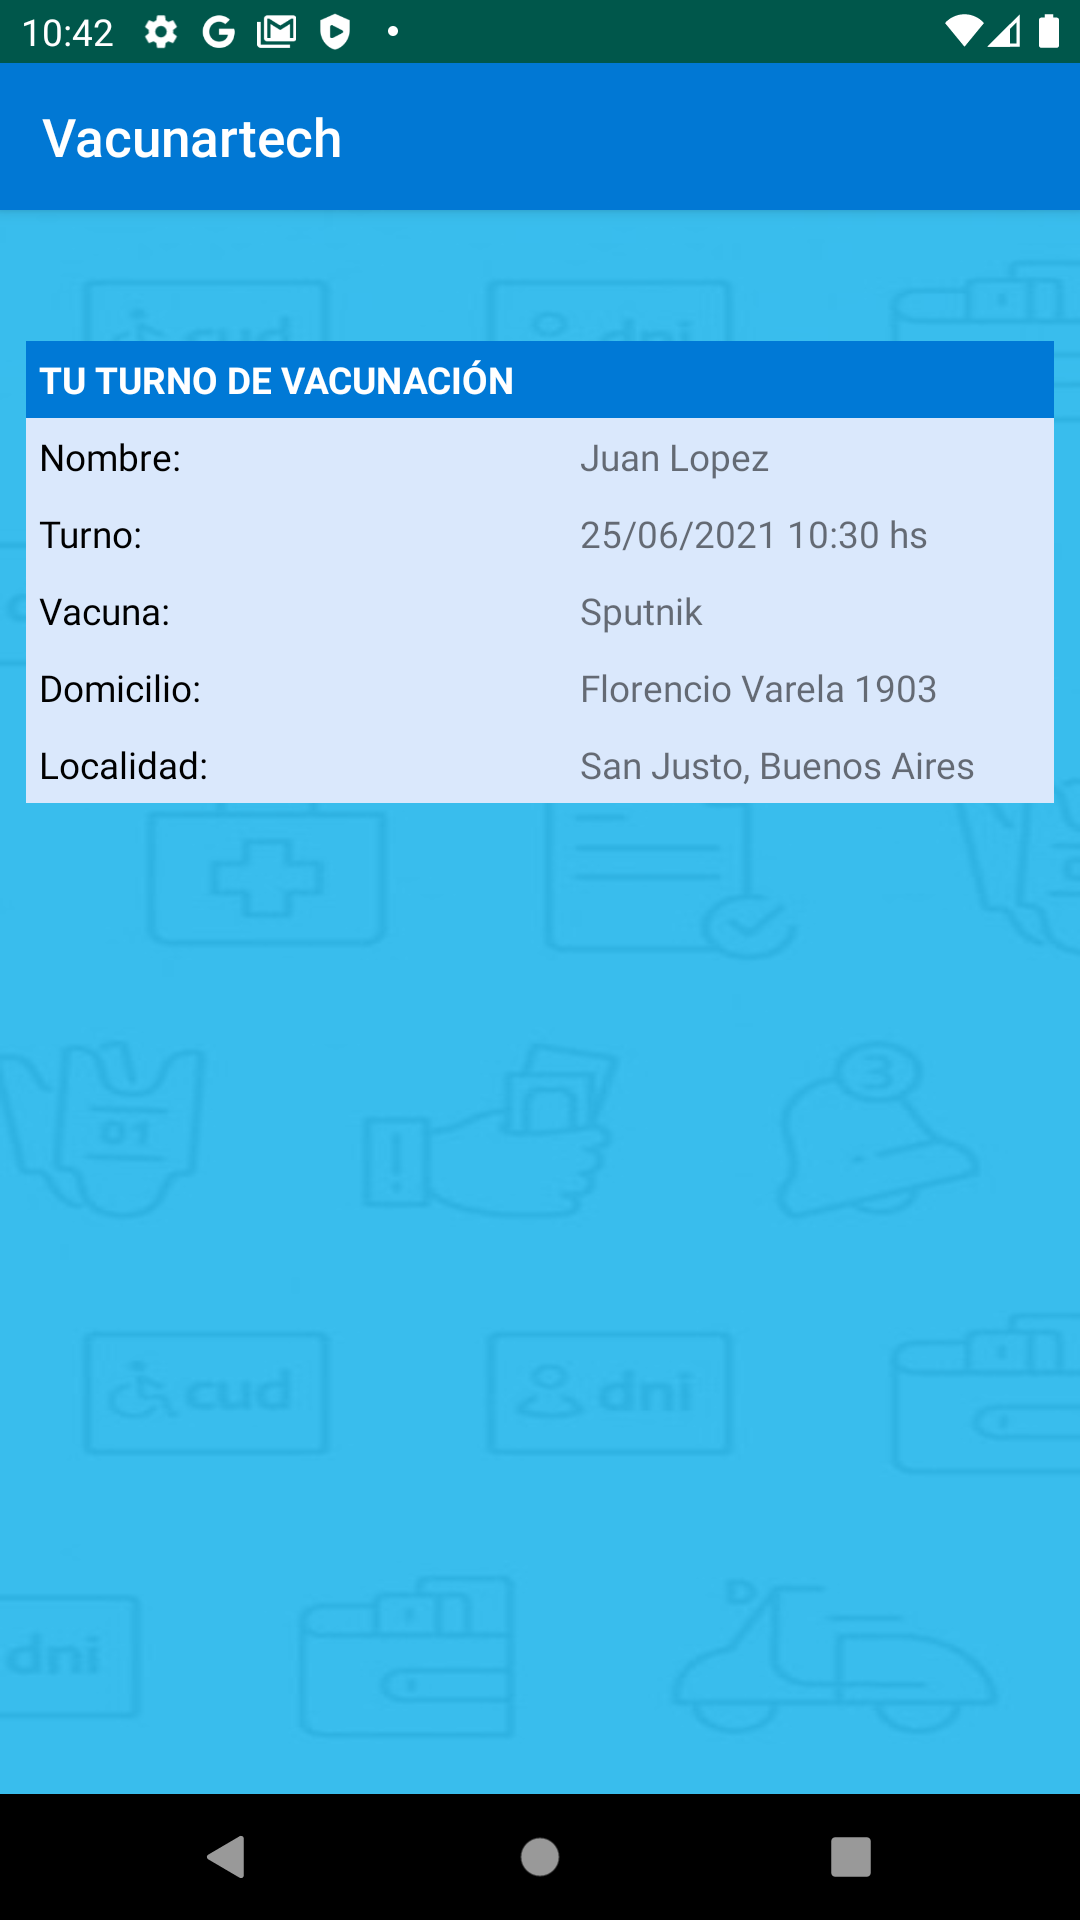 10:42
Vacunartech
cud
dni
TU TURNO DE VACUNACIÓN
Nombre: Juan Lopez
Turno: 25/06/2021 10:30 hs
Vacuna: Sputnik
Domicilio: Florencio Varela 1903
Localidad: San Justo, Buenos Aires
01
3
cud
dni
dni